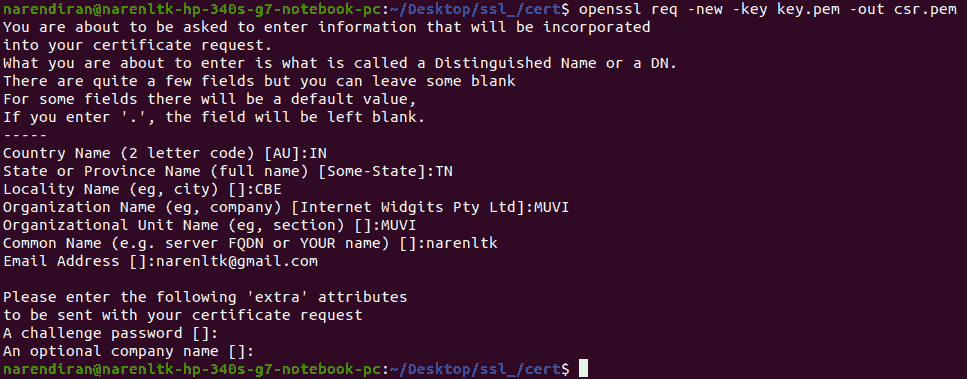 narendiran@narenltk-hp-340s-g7-notebook-pc:~/Desktop/ssl_/cert$ openssl req -new -key key.pem -out csr.pem
You are about to be asked to enter information that will be incorporated
into your certificate request.
What you are about to enter is what is called a Distinguished Name or a DN.
There are quite a few fields but you can leave some blank
For some fields there will be a default value,
If you enter '.', the field will be left blank.
-----
Country Name (2 letter code) [AU]:IN
State or Province Name (full name) [Some-State]:TN
Locality Name (eg, city) []:CBE
Organization Name (eg, company) [Internet Widgits Pty Ltd]:MUVI
Organizational Unit Name (eg, section) []:MUVI
Common Name (e.g. server FQDN or YOUR name) []:narenltk
Email Address []:narenltk@gmail.com

Please enter the following 'extra' attributes
to be sent with your certificate request
A challenge password []:
An optional company name []:
narendiran@narenltk-hp-340s-g7-notebook-pc:~/Desktop/ssl_/cert$